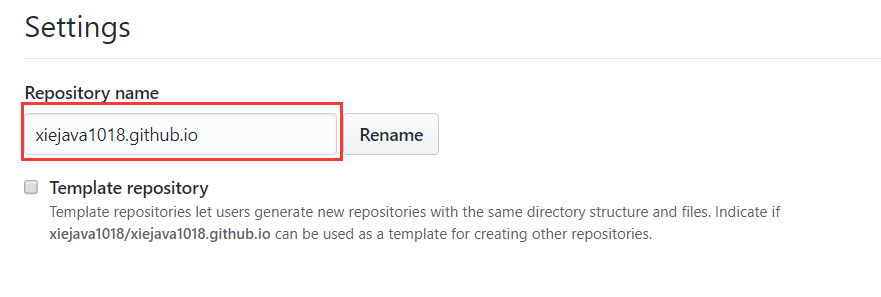 Settings
Repository name
xiejava1018.github.io Rename
Template repository
Template repositories let users generate new repositories with the same directory structure and files. Indicate if
xiejava1018/xiejava1018.github.io can be used as a template for creating other repositories.